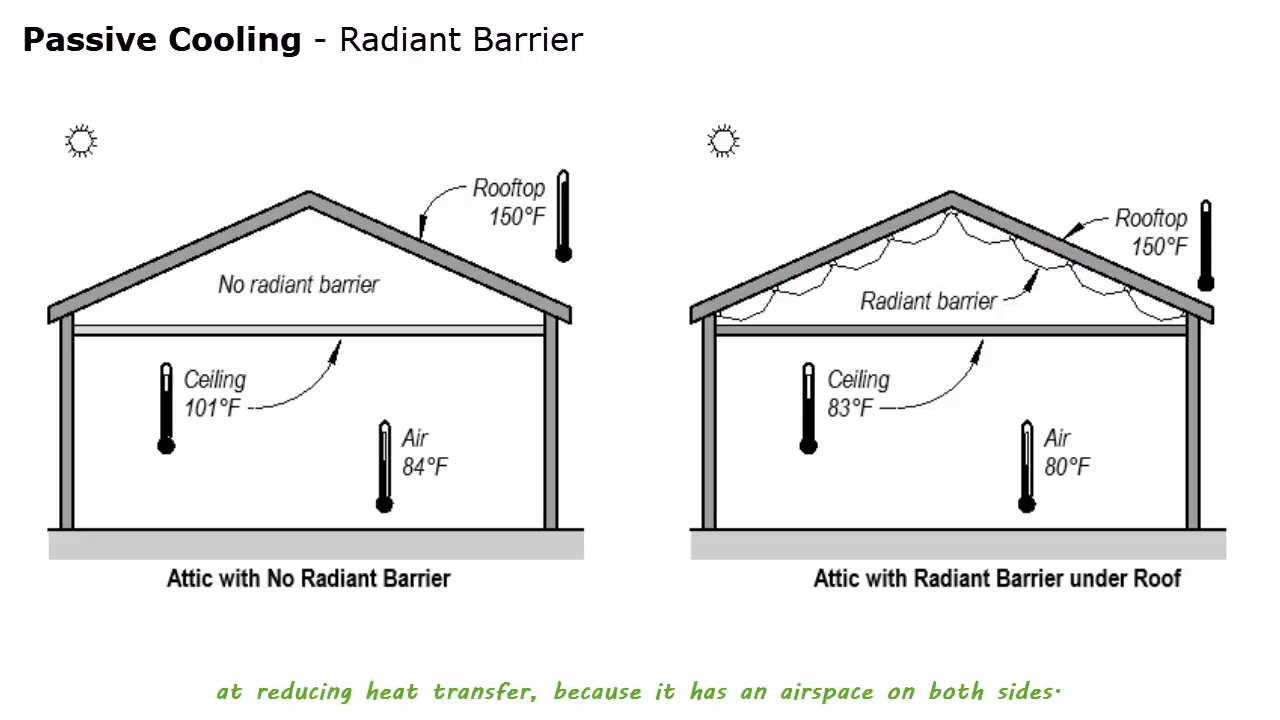 Passive Cooling - Radiant Barrier
Rooftop
150°F
No radiant barrier
Ceiling
101°F
Air
84°F
Attic with No Radiant Barrier
Rooftop
150°F
Radiant barrier
Ceiling
83°F
Air
80°F
Attic with Radiant Barrier under Roof
at reducing heat transfer, because it has an airspace on both sides.